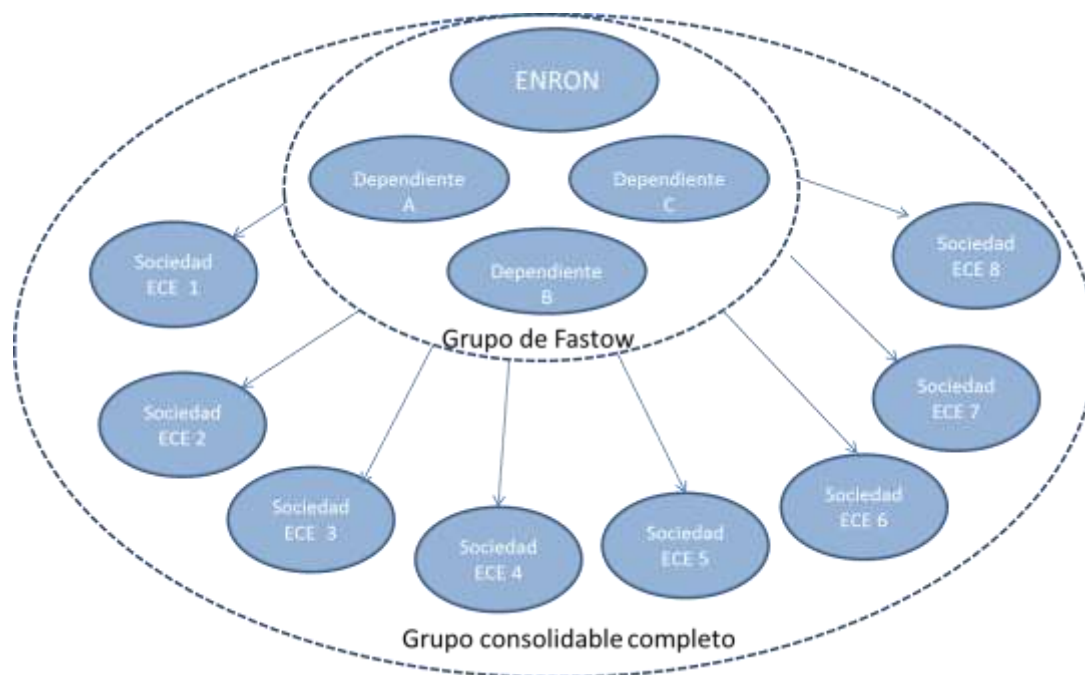 ENRON
Dependiente
A
Dependiente
C
Dependiente
B
Grupo de Fastow
Sociedad
ECE 1
Sociedad
ECE 2
Sociedad
ECE 3
Sociedad
ECE 4
Sociedad
ECE 5
Sociedad
ECE 6
Sociedad
ECE 7
Sociedad
ECE 8
Grupo consolidable completo